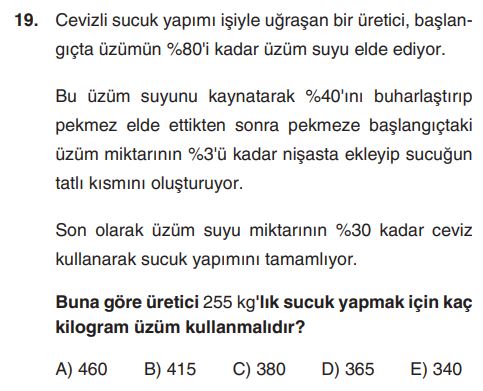 19. Cevizli sucuk yapımı işiyle uğraşan bir üretici, başlan-
gıçta üzümün %80'i kadar üzüm suyu elde ediyor.
Bu üzüm suyunu kaynatarak %40'ını buharlaştırıp
pekmez elde ettikten sonra pekmeze başlangıçtaki
üzüm miktarının %3'ü kadar nişasta ekleyip sucuğun
tatlı kısmını oluşturuyor.
Son olarak üzüm suyu miktarının %30 kadar ceviz
kullanarak sucuk yapımını tamamlıyor.
Buna göre üretici 255 kg'lık sucuk yapmak için kaç
kilogram üzüm kullanmalıdır?
A) 460 B) 415 C) 380 D) 365 E) 340